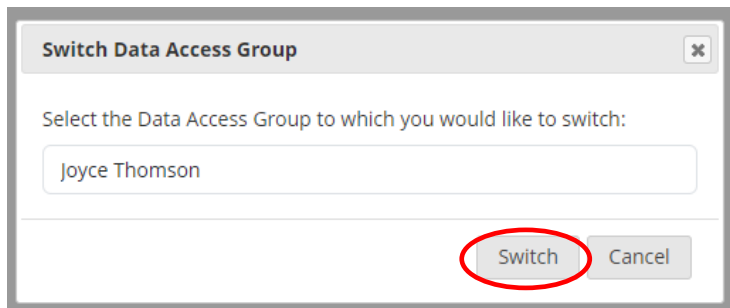 Switch Data Access Group
Select the Data Access Group to which you would like to switch:
Joyce Thomson
Switch Cancel